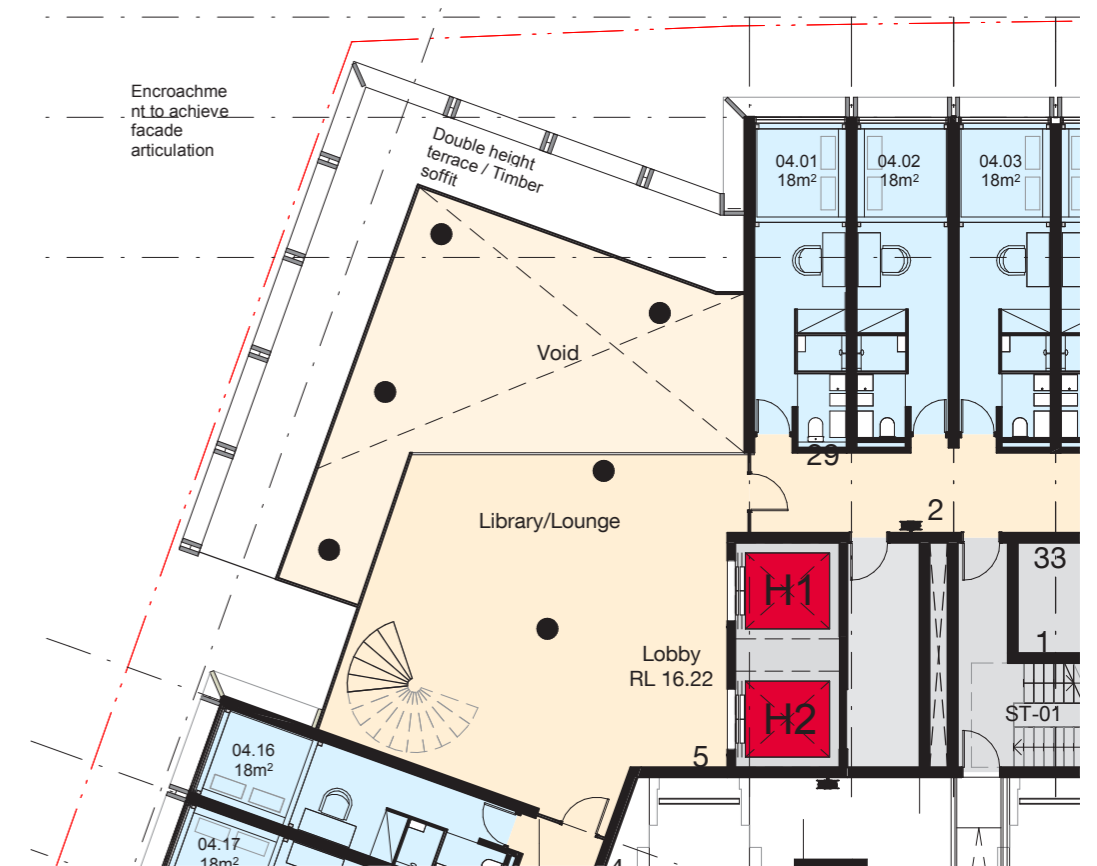 Encroachme
nt to achieve
facade
articulation
Double height
terrace / Timber
soffit
04.01
18m²
04.02
18m²
04.03
18m²
Void
29
2
Library/Lounge
H1
33
1
Lobby
RL 16.22
H2
ST-01
5
04.16
18m²
04.17
18m²